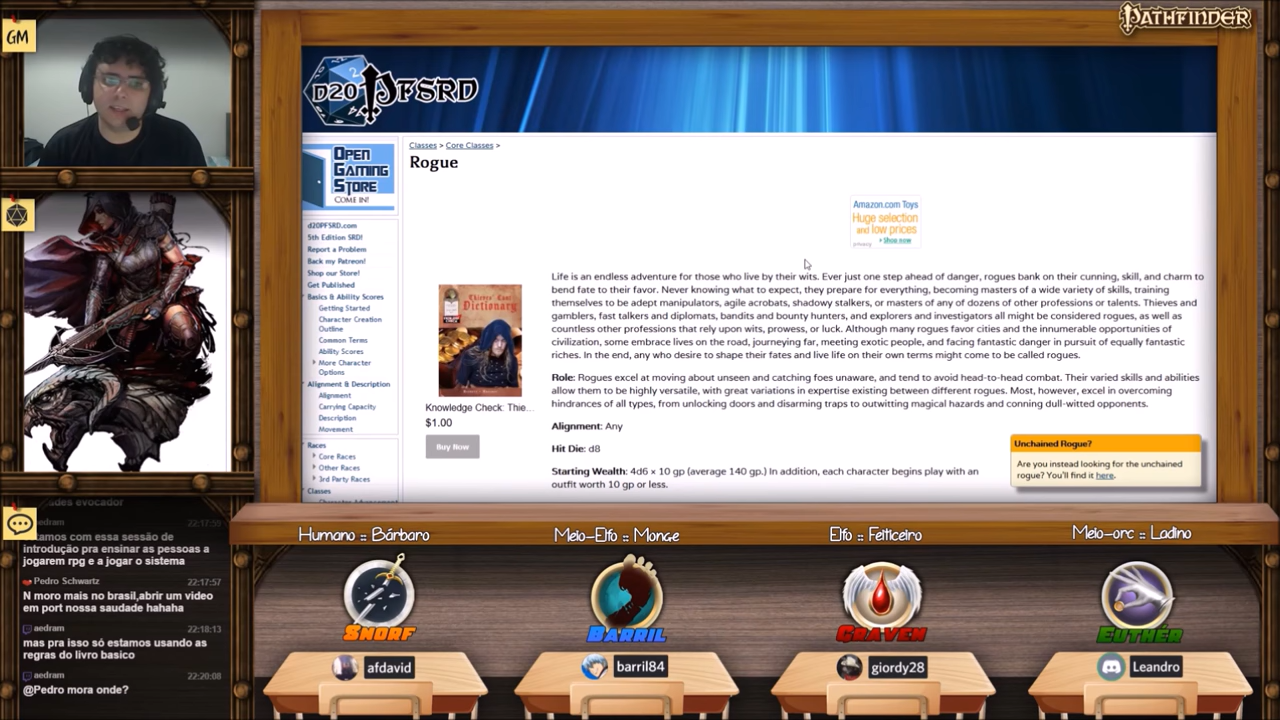 GM
PATHFINDER
D20PFSRD
OPEN
GAMING
STORE
COME IN!
d20PFSRD.com
5th Edition SRD!
Report a Problem
Back my Patreon!
Shop our Store!
Get Published
Basics & Ability Scores
Getting Started
Character Creation
Outline
Common Terms
Ability Scores
More Character
Options
Alignment & Description
Alignment
Carrying Capacity
Description
Movement
Races
Core Races
Other Races
3rd Party Races
Classes
Classes > Core Classes >
Rogue
Amazon.com Toys
Huge selection
and low prices
Shop now
Dictionary
Knowledge Check: Thie...
$1.00
Buy Now
Life is an endless adventure for those who live by their wits. Ever just one step ahead of danger, rogues bank on their cunning, skill, and charm to
bend fate to their favor. Never knowing what to expect, they prepare for everything, becoming masters of a wide variety of skills, training
themselves to be adept manipulators, agile acrobats, shadowy stalkers, or masters of any of dozens of other professions or talents. Thieves and
gamblers, fast talkers and diplomats, bandits and bounty hunters, and explorers and investigators all might be considered rogues, as well as
countless other professions that rely upon wits, prowess, or luck. Although many rogues favor cities and the innumerable opportunities of
civilization, some embrace lives on the road, journeying far, meeting exotic people, and facing fantastic danger in pursuit of equally fantastic
riches. In the end, any who desire to shape their fates and live life on their own terms might come to be called rogues.
Role: Rogues excel at moving about unseen and catching foes unaware, and tend to avoid head-to-head combat. Their varied skills and abilities
allow them to be highly versatile, with great variations in expertise existing between different rogues. Most, however, excel in overcoming
hindrances of all types, from unlocking doors and disarming traps to outwitting magical hazards and conning dull-witted opponents.
Alignment: Any
Hit Die: d8
Starting Wealth: 4d6 × 10 gp (average 140 gp.) In addition, each character begins play with an
outfit worth 10 gp or less.
Unchained Rogue?
Are you instead looking for the unchained
rogue? You'll find it here.
evocador
aedram 22:17:55
com essa sessão de
introdução pra ensinar as pessoas a
jogarem rpg e a jogar o sistema
Pedro Schwartz 22:17:57
N moro mais no brasil,abrir um video
em port nossa saudade hahaha
aedram 22:18:13
mas pra isso só estamos usando as
regras do livro basico
aedram 22:20:08
@Pedro mora onde?
Humano :: Bárbaro
Meio-Elfo :: Monge
Elfo :: Feiticeiro
Meio-orc :: Ladino
SNORF
BARRIL
GRAVEN
EUTHÉR
afdavid
barril84
giordy28
Leandro